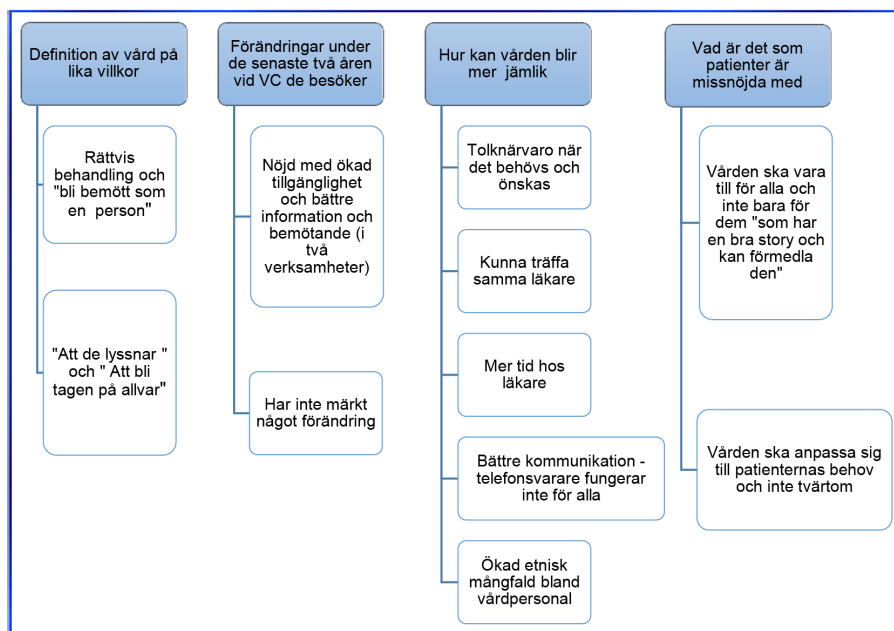 Definition av vård på
lika villkor
Rättvis
behandling och
"bli bemött som
en person"
"Att de lyssnar "
och " Att bli
tagen på allvar"
Förändringar under
de senaste två åren
vid VC de besöker
Nöjd med ökad
tillgänglighet
och bättre
information och
bemötande (i
två
verksamheter)
Har inte märkt
något förändring
Hur kan vården blir
mer jämlik
Tolknärvaro när
det behövs och
önskas
Kunna träffa
samma läkare
Mer tid hos
läkare
Bättre kommunikation -
telefonsvarare fungerar
inte för alla
Ökad etnisk
mångfald bland
vårdpersonal
Vad är det som
patienter är
missnöjda med
Vården ska vara
till för alla och
inte bara för
dem "som har
en bra story och
kan förmedla
den"
Vården ska anpassa sig
till patienternas behov
och inte tvärtom